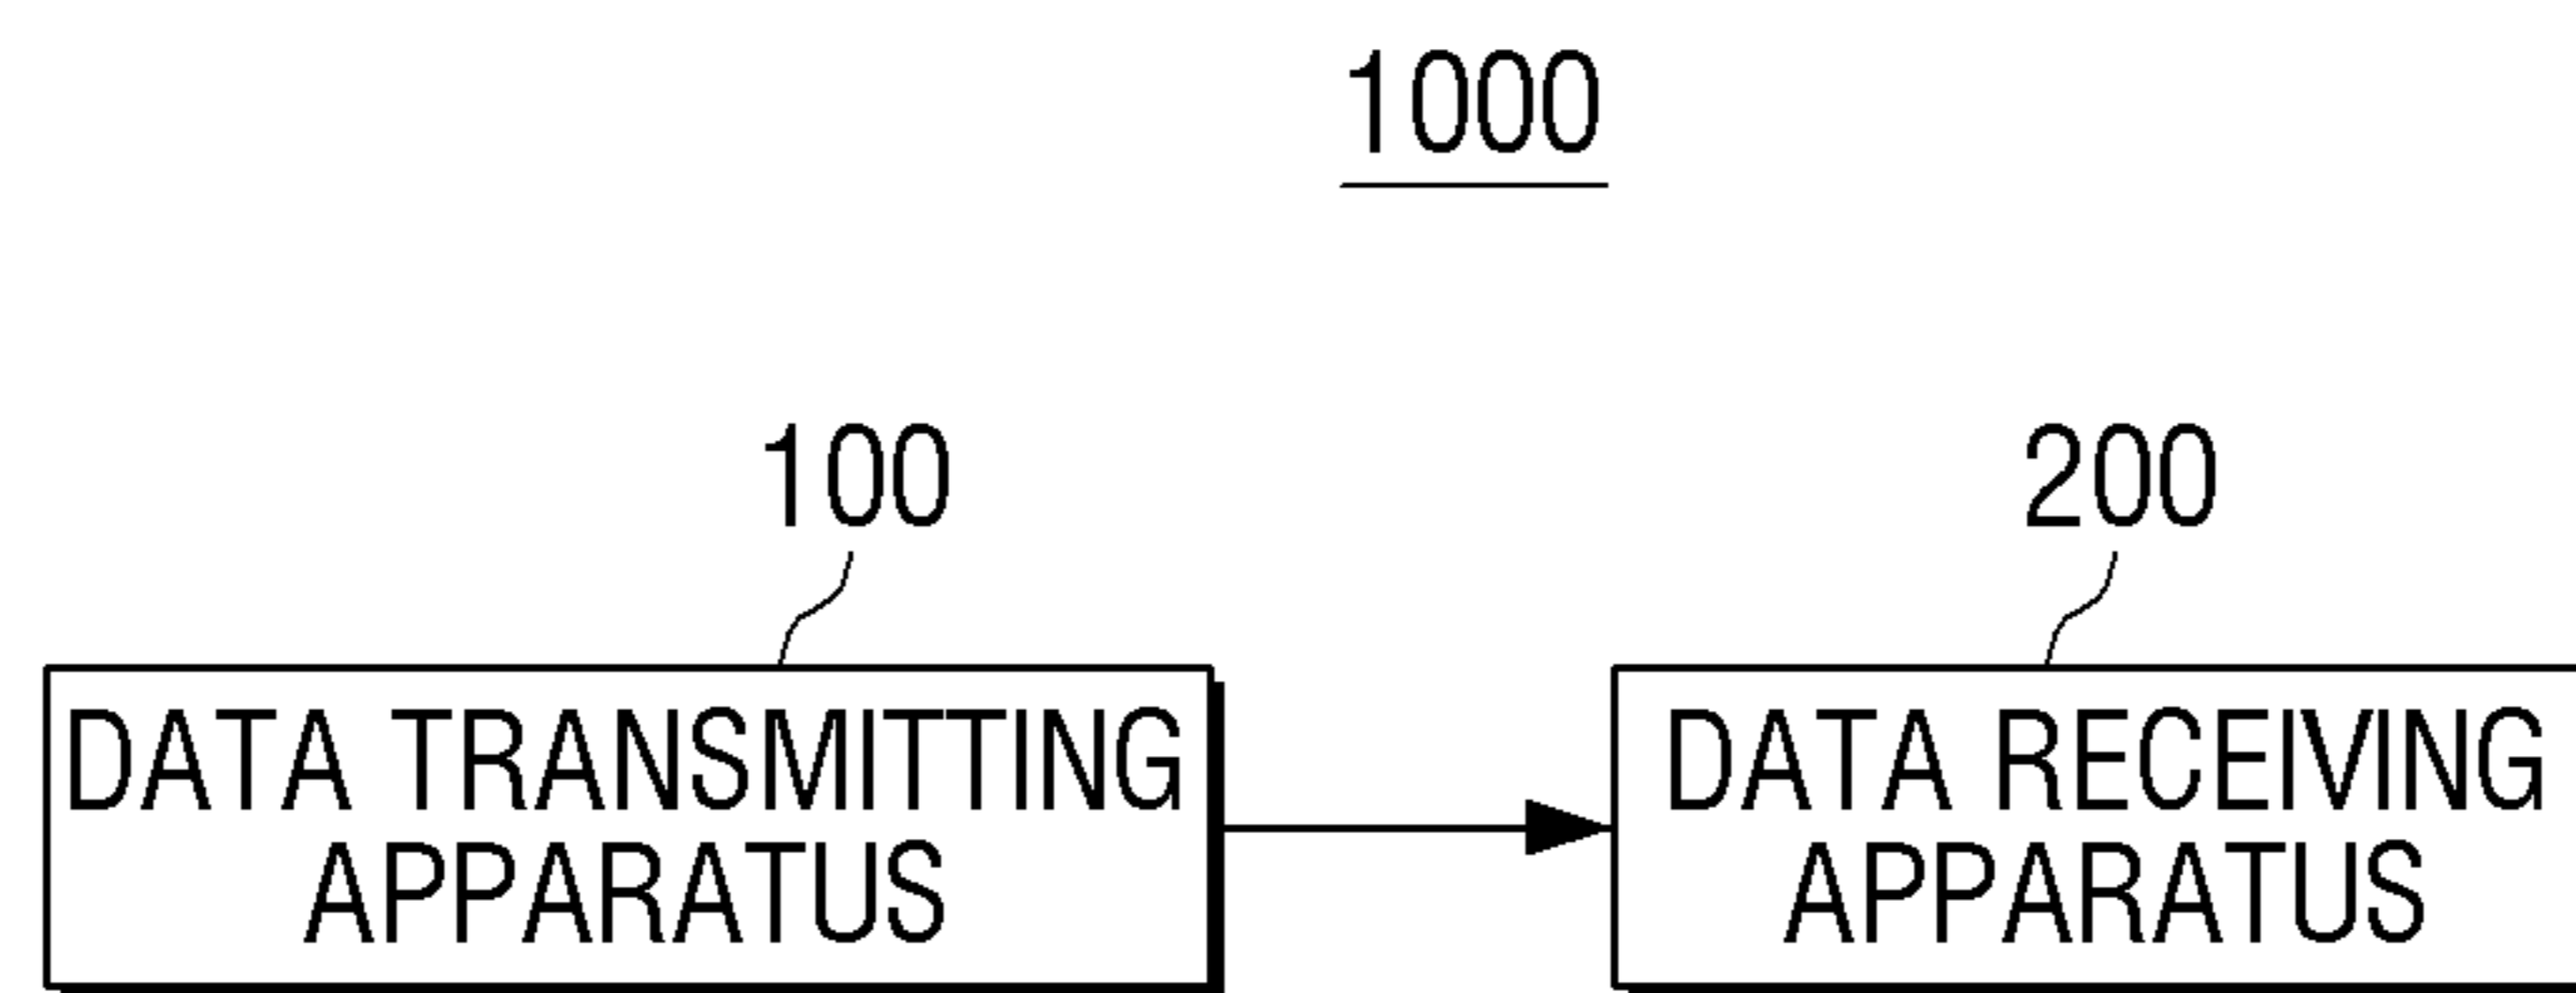 1000
100
200
DATA TRANSMITTING
APPARATUS
DATA RECEIVING
APPARATUS